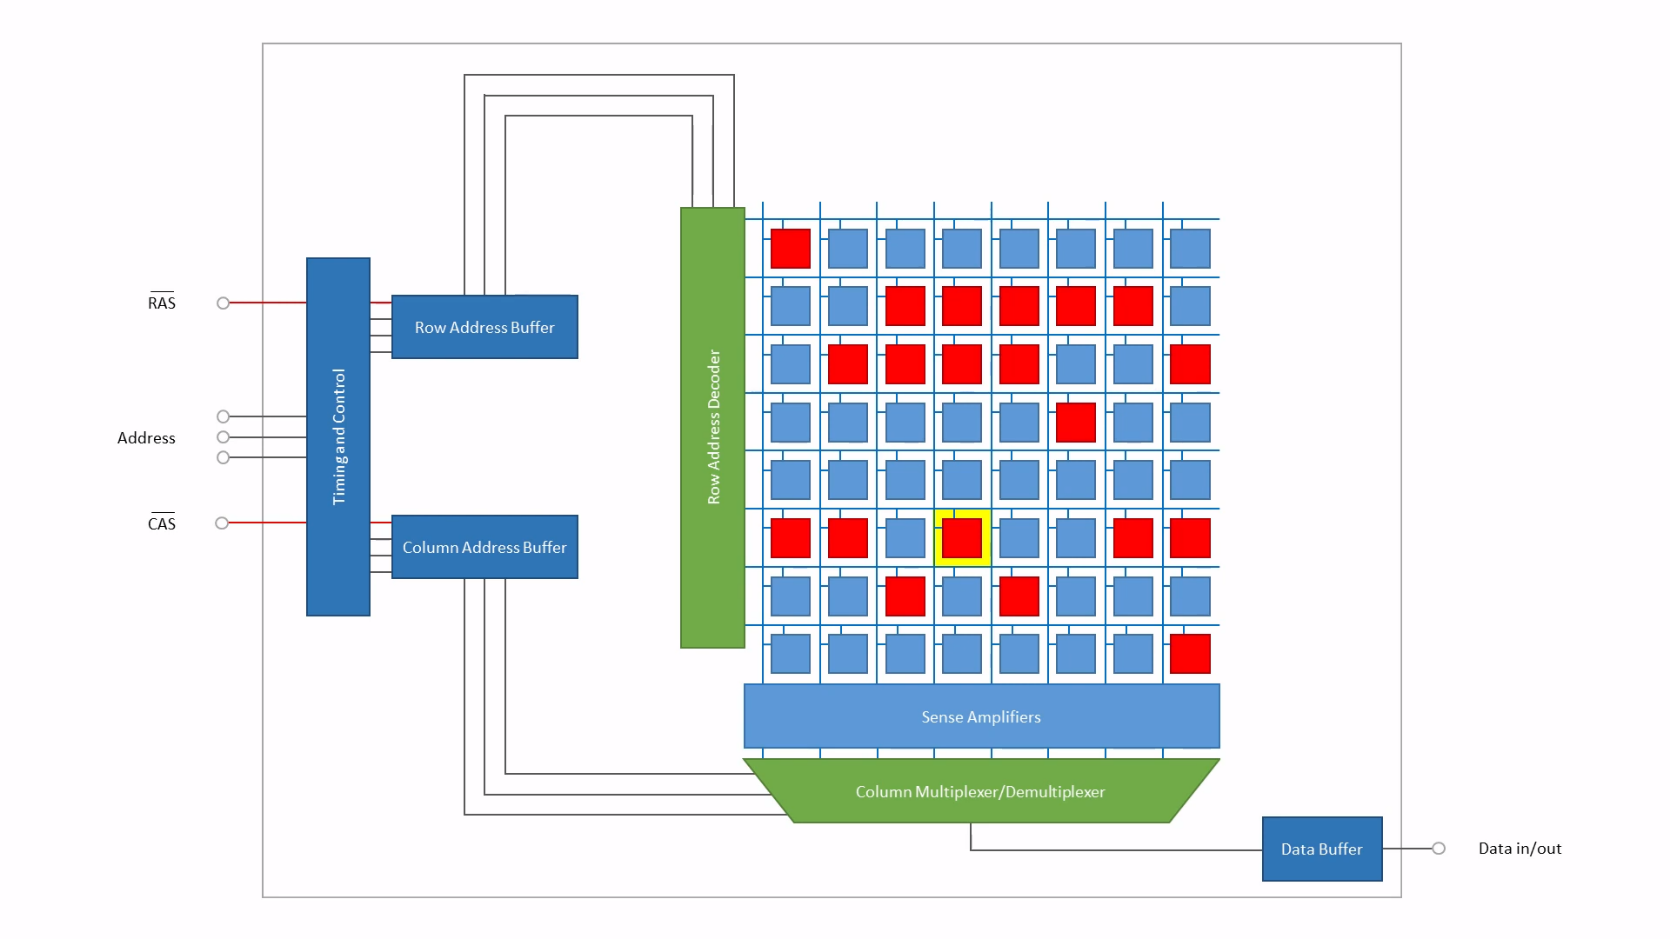 RAS
Row Address Buffer
Timing and Control
Row Address Decoder
Address
CAS
Column Address Buffer
Sense Amplifiers
Column Multiplexer/Demultiplexer
Data Buffer
Data in/out